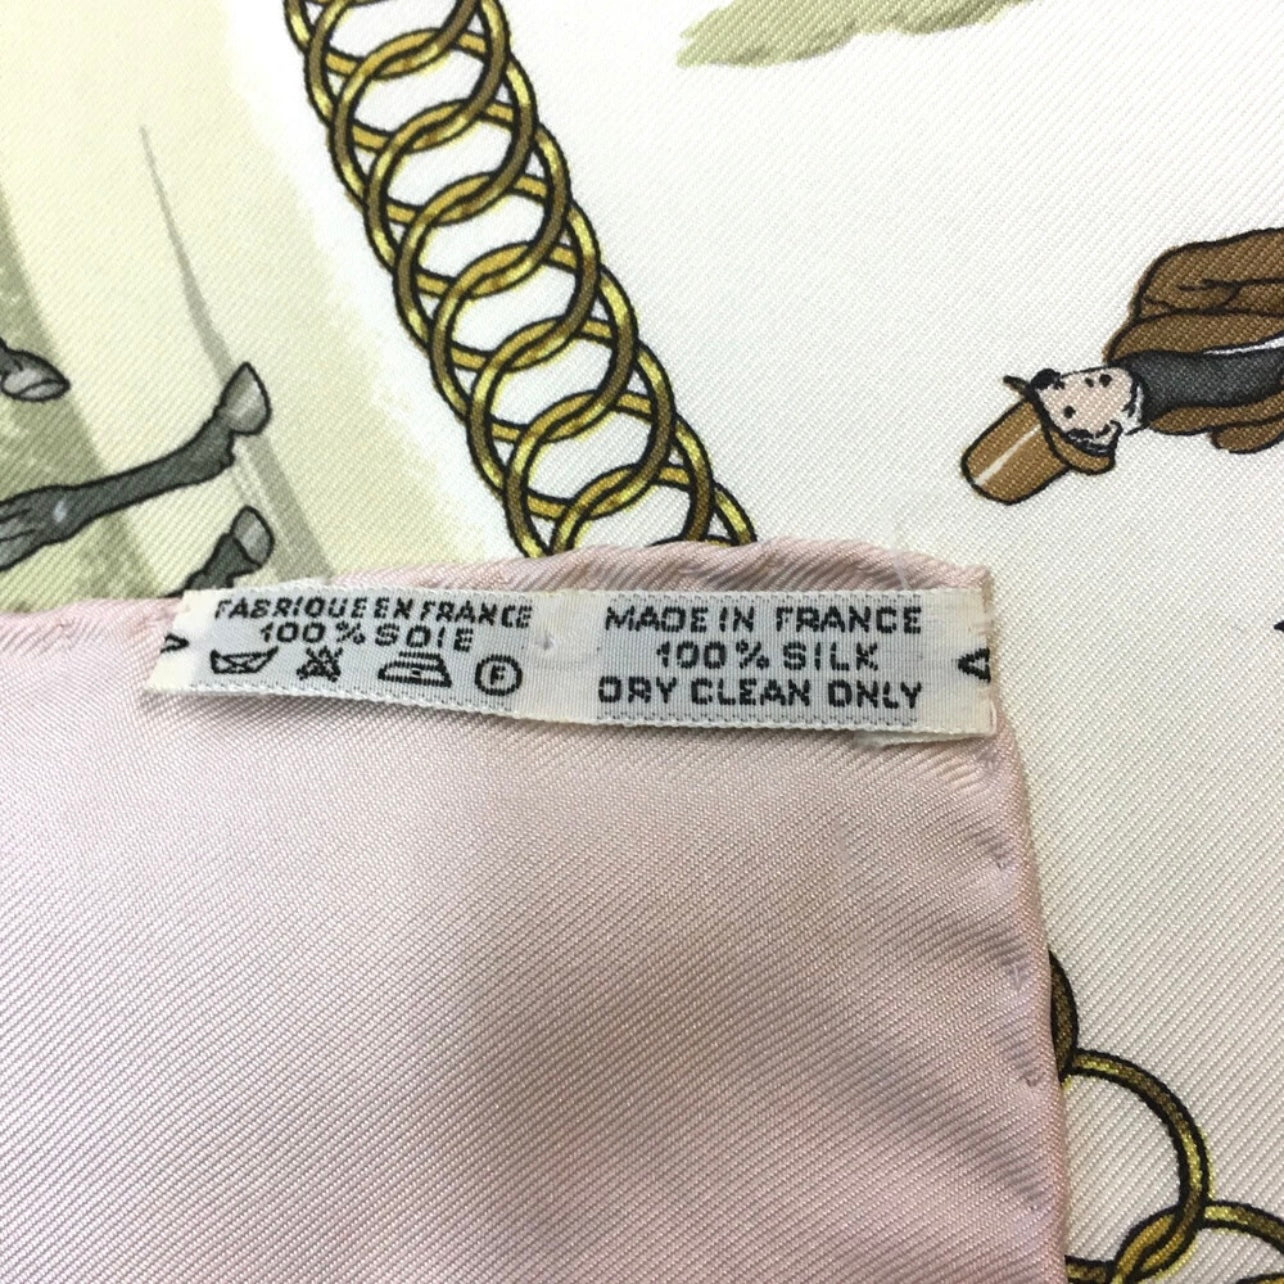 FABRIQUE EN FRANCE
100% SOIE
F
MADE IN FRANCE
100% SILK
DRY CLEAN ONLY